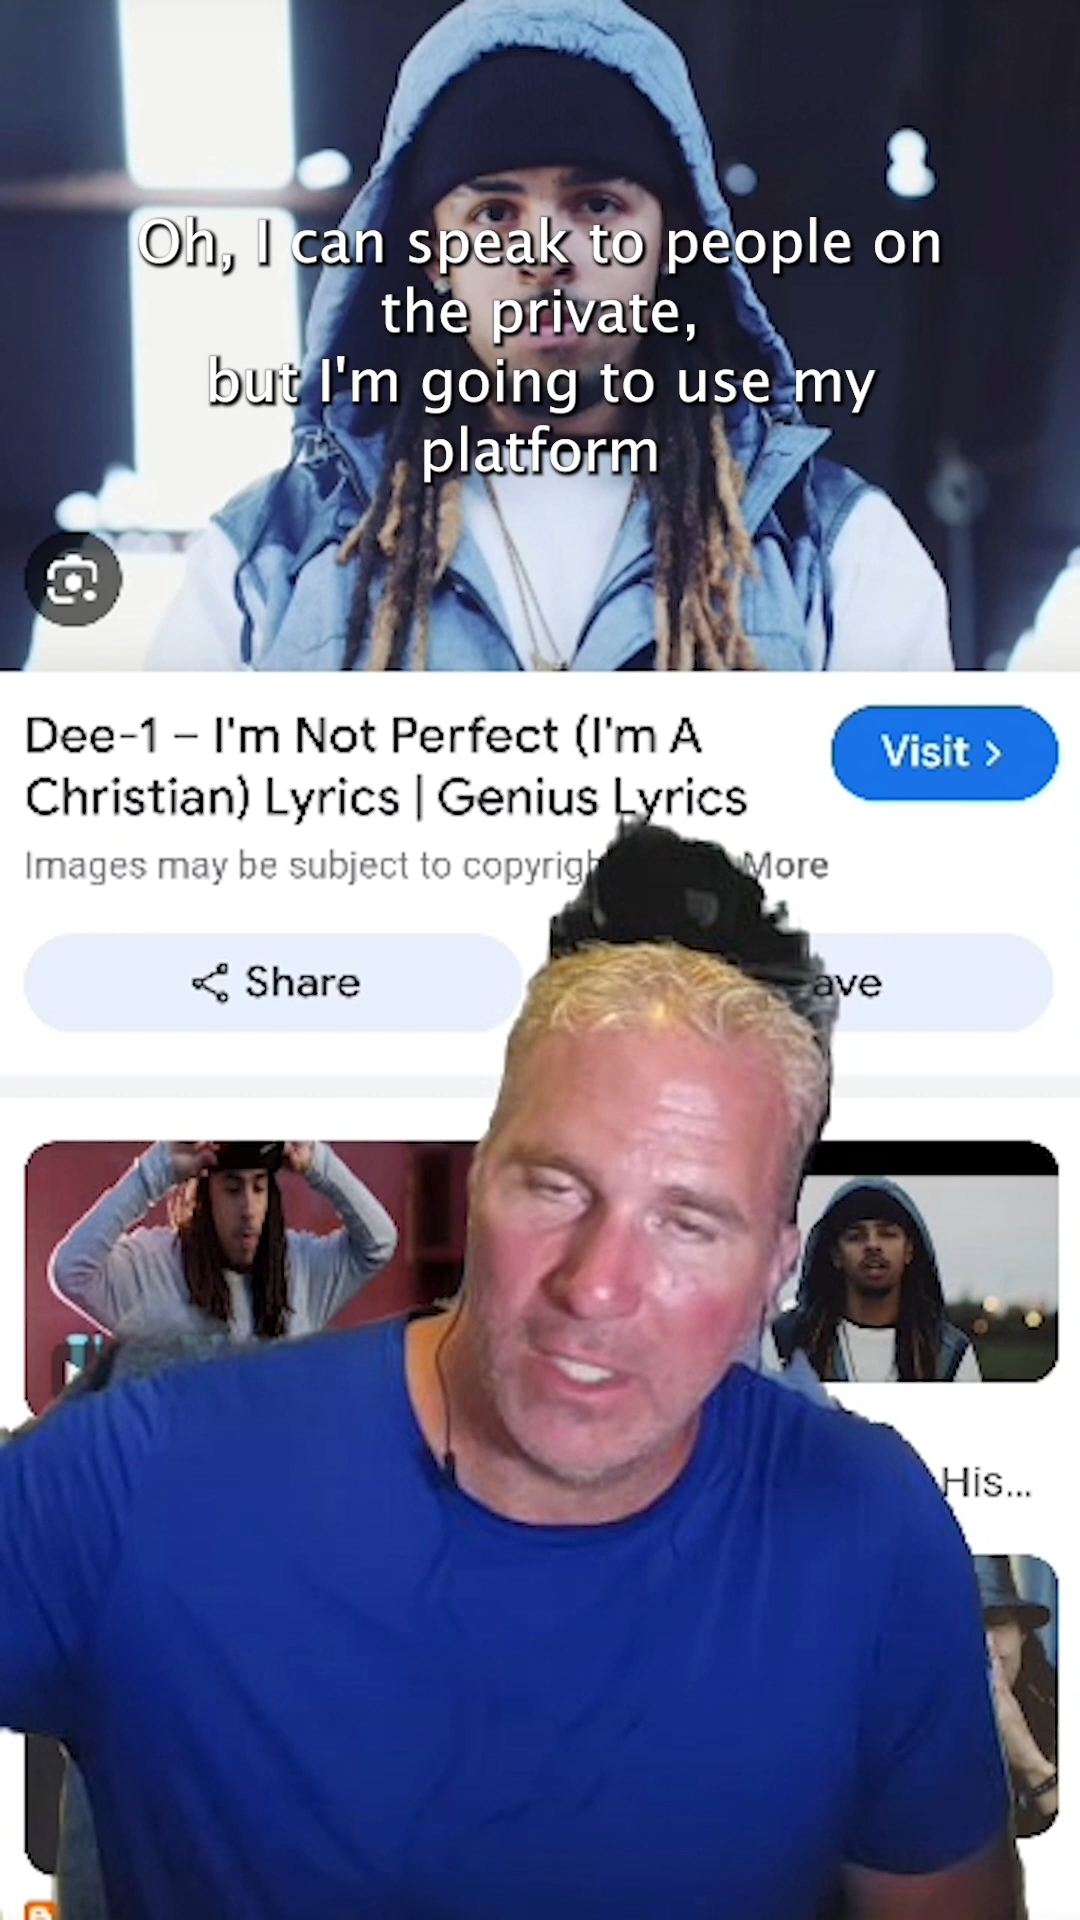 Oh, I can speak to people on
the private,
but I'm going to use my
platform
Dee-1 – I'm Not Perfect (I'm A
Christian) Lyrics | Genius Lyrics
Visit
Images may be subject to copyrigh
More
Share
ave
His...